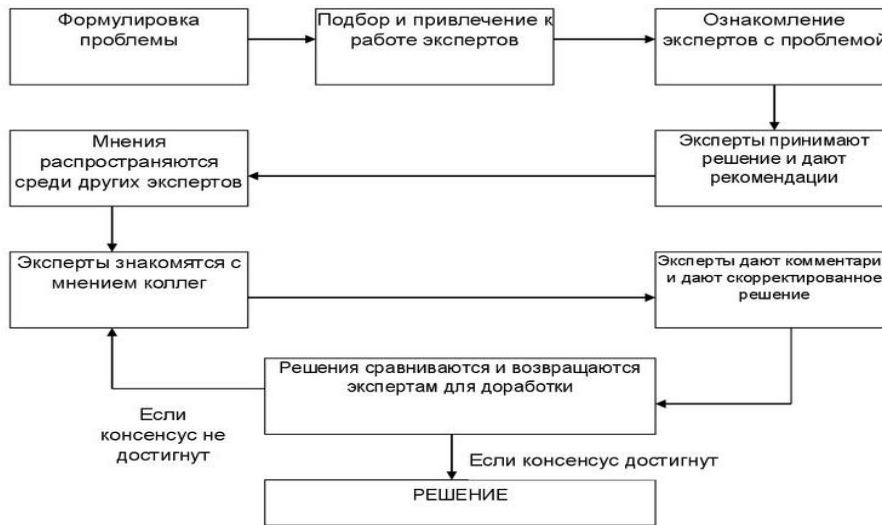 Формулировка
проблемы
Подбор и привлечение к
работе экспертов
Ознакомление
экспертов с проблемой
Эксперты принимают
решение и дают
рекомендации
Мнения
распространяются
среди других экспертов
Эксперты знакомятся с
мнением коллег
Эксперты дают комментари
и дают скорректированное
решение
Решения сравниваются и возвращаются
экспертам для доработки
Если
консенсус не
достигнут
Если консенсус достигнут
РЕШЕНИЕ